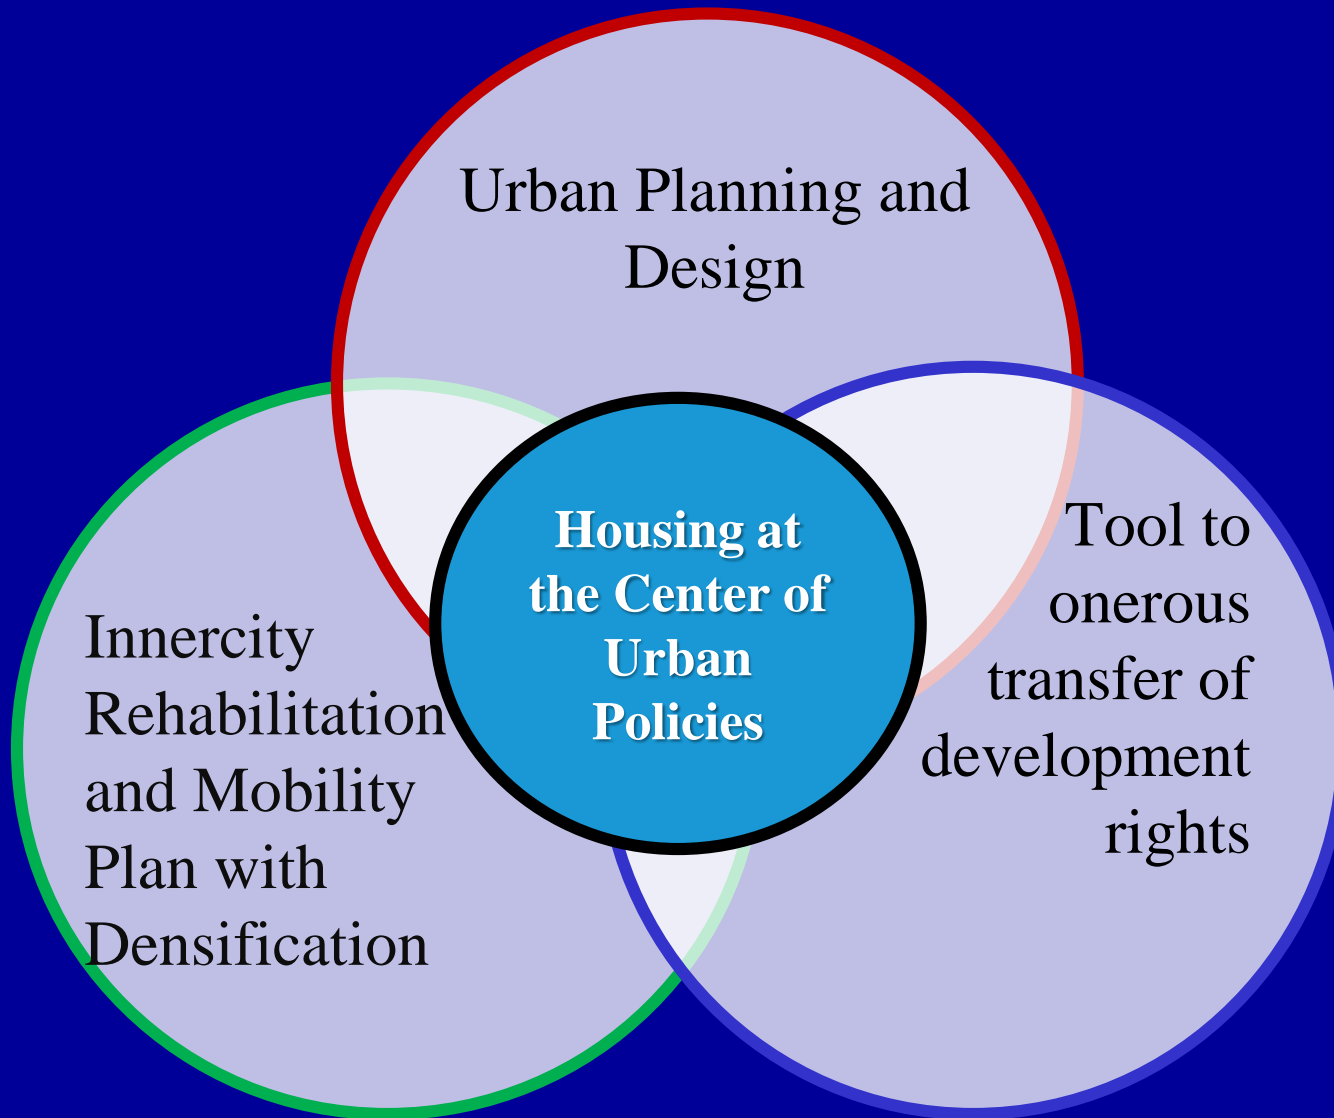 Urban Planning and
Design
Housing at
the Center of
Urban
Policies
Tool to
onerous
transfer of
development
rights
Innercity
Rehabilitation
and Mobility
Plan with
Densification